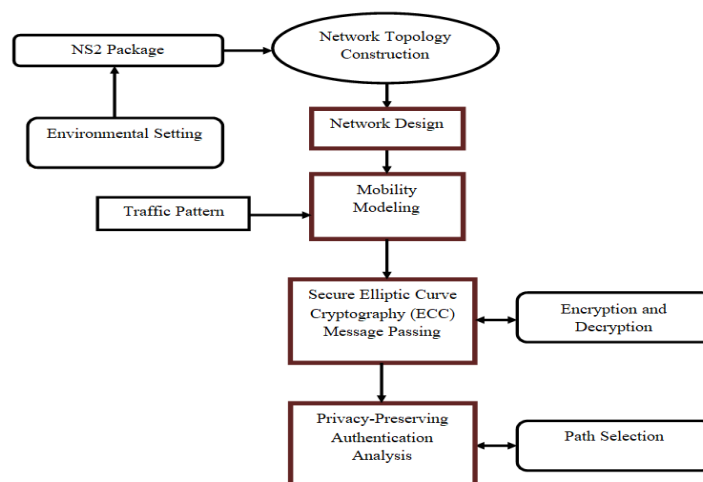 Network Topology
Construction
NS2 Package
Environmental Setting
Network Design
Mobility
Modeling
Traffic Pattern
Secure Elliptic Curve
Cryptography (ECC)
Message Passing
Encryption and
Decryption
Privacy-Preserving
Authentication
Analysis
Path Selection